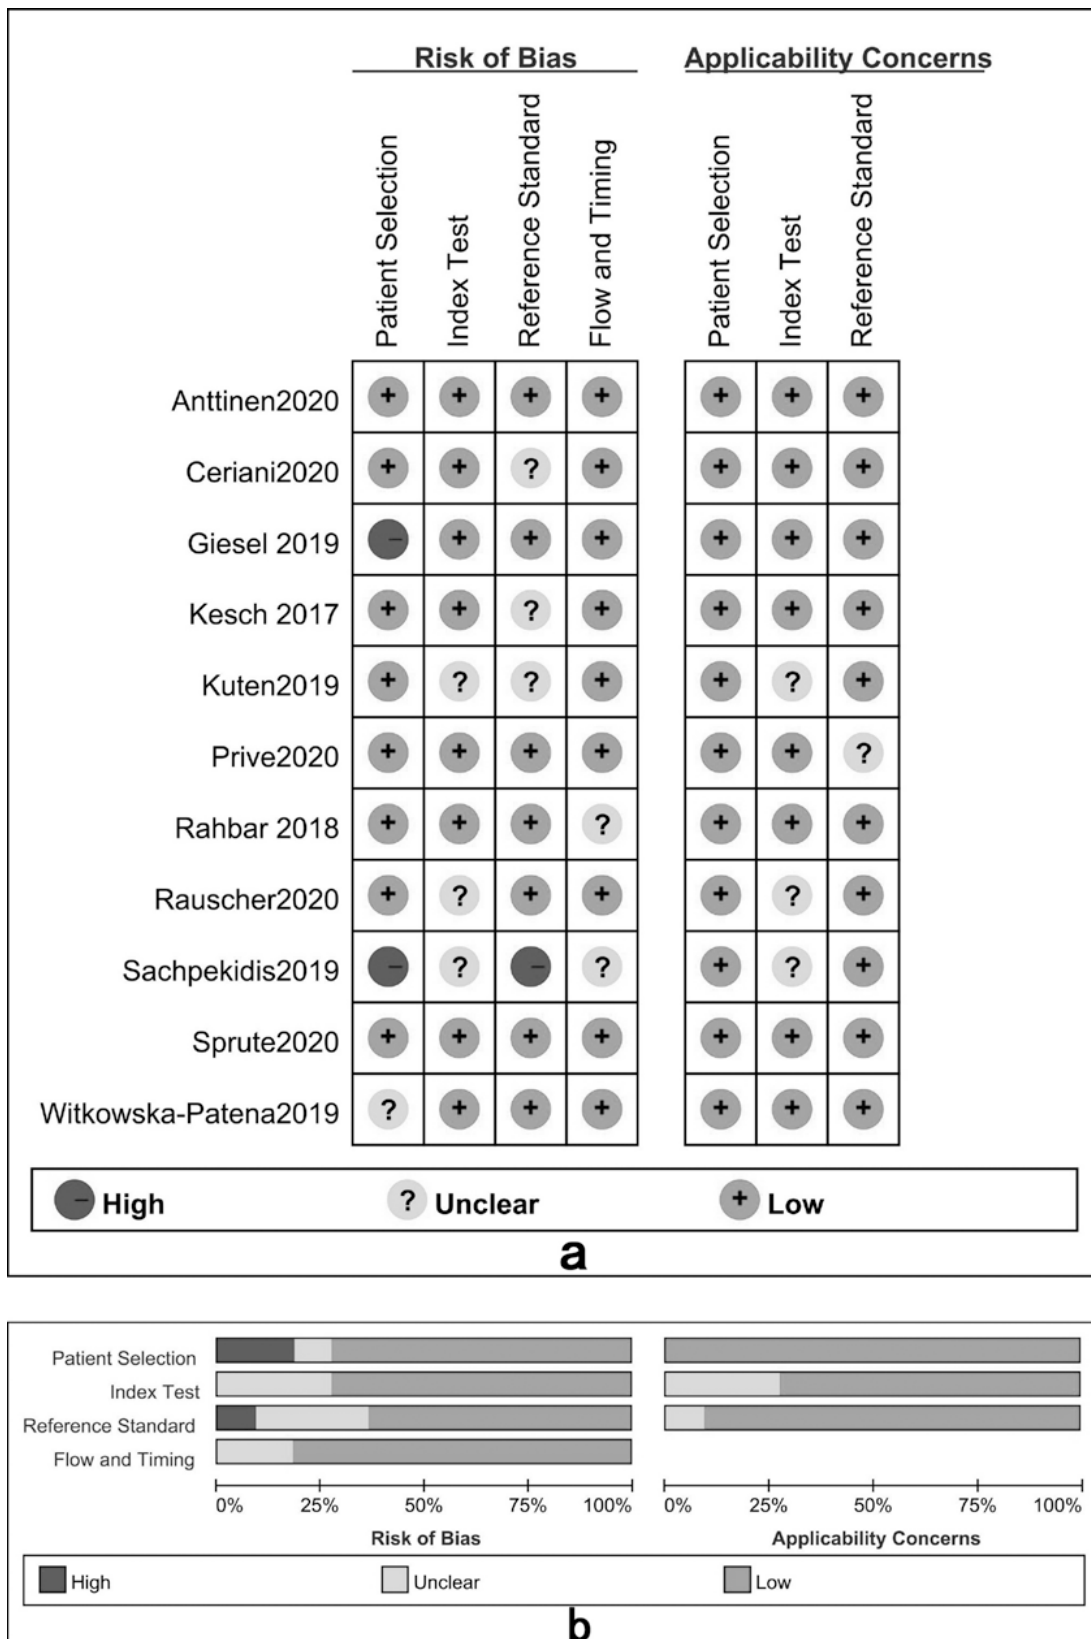 Risk of Bias Applicability Concerns
Patient Selection Index Test Reference Standard Flow and Timing Patient Selection Index Test Reference Standard
Anttinen2020 + + + + + + +
Ceriani2020 + + ? + + + +
Giesel 2019 – + + + + + +
Kesch 2017 + + ? + + + +
Kuten2019 + ? ? + + ? +
Prive2020 + + + + + + ?
Rahbar 2018 + + + ? + + +
Rauscher2020 + ? + + + ? +
Sachpekidis2019 – ? – ? + ? +
Sprute2020 + + + + + + +
Witkowska-Patena2019 ? + + + + + +
– High ? Unclear + Low
a
Patient Selection
Index Test
Reference Standard
Flow and Timing
0% 25% 50% 75% 100% 0% 25% 50% 75% 100%
Risk of Bias Applicability Concerns
High Unclear Low
b